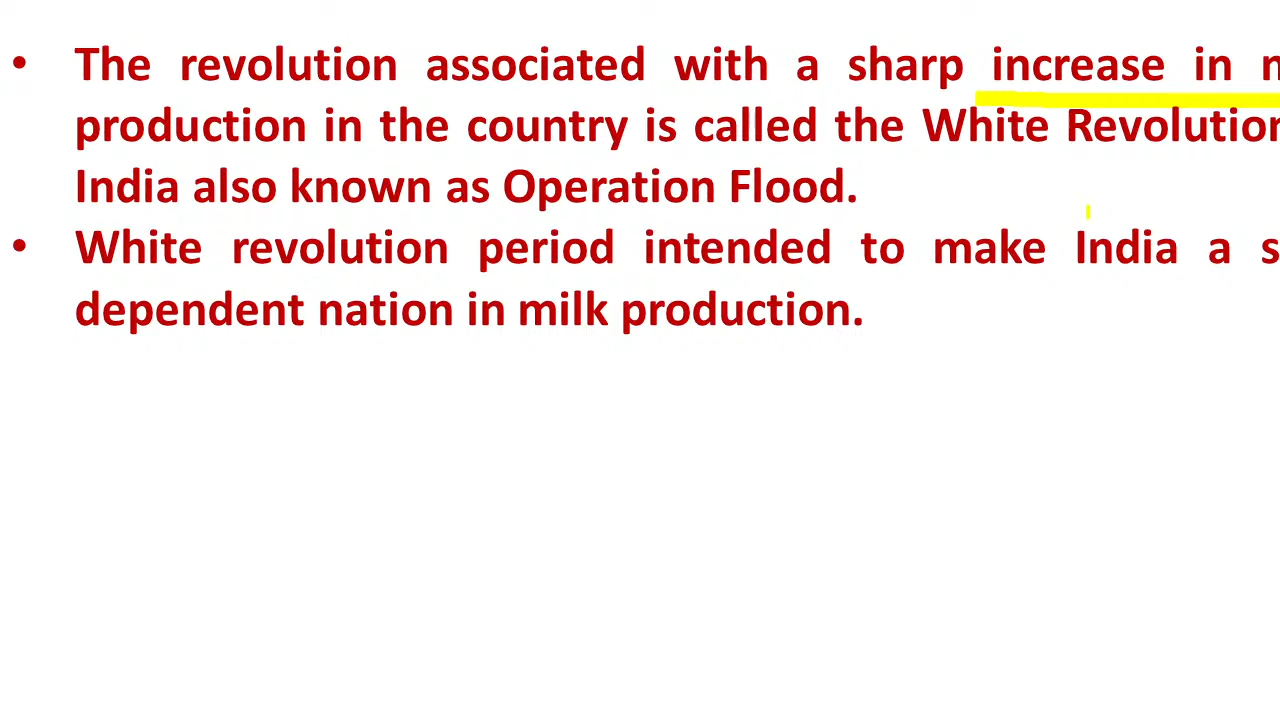 • The revolution associated with a sharp increase in
production in the country is called the White Revolution
India also known as Operation Flood.
• White revolution period intended to make India a
dependent nation in milk production.